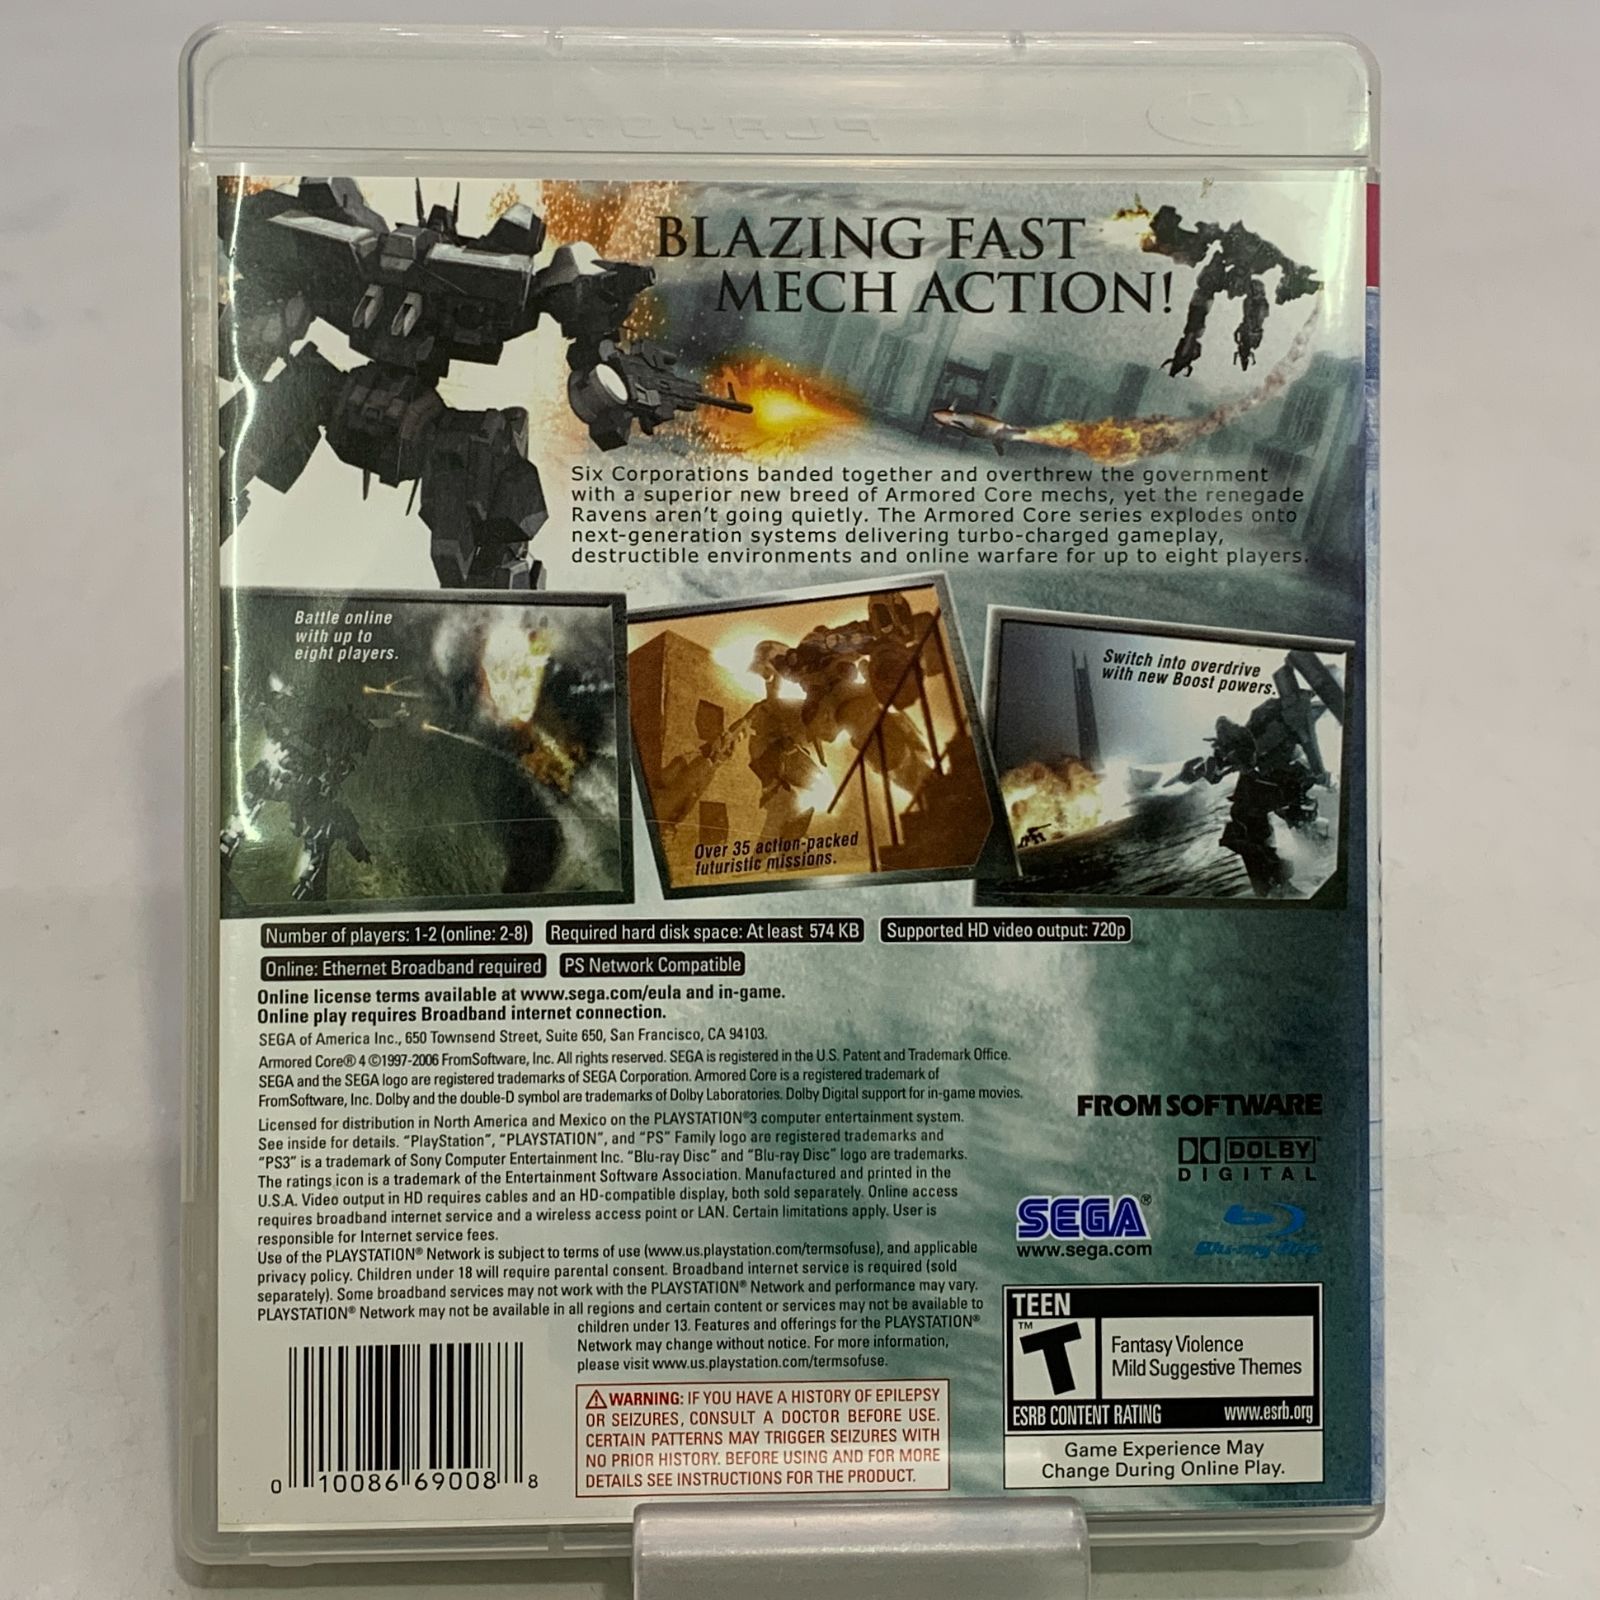 PLAYSTATION
BLAZING FAST
MECH ACTION!
Six Corporations banded together and overthrew the government
with a superior new breed of Armored Core mechs, yet the renegade
Ravens aren't going quietly. The Armored Core series explodes onto
next-generation systems delivering turbo-charged gameplay,
destructible environments and online warfare for up to eight players.
Battle online
with up to
eight players.
Over 35 action-packed
futuristic missions.
Switch into overdrive
with new Boost powers.
Number of players: 1-2 (online: 2-8) Required hard disk space: At least 574 KB Supported HD video output: 720p
Online: Ethernet Broadband required PS Network Compatible
Online license terms available at www.sega.com/eula and in-game.
Online play requires Broadband internet connection.
SEGA of America Inc., 650 Townsend Street, Suite 650, San Francisco, CA 94103.
Armored Core® 4 ©1997-2006 FromSoftware, Inc. All rights reserved. SEGA is registered in the U.S. Patent and Trademark Office.
SEGA and the SEGA logo are registered trademarks of SEGA Corporation. Armored Core is a registered trademark of
FromSoftware, Inc. Dolby and the double-D symbol are trademarks of Dolby Laboratories. Dolby Digital support for in-game movies.
Licensed for distribution in North America and Mexico on the PLAYSTATION®3 computer entertainment system.
See inside for details. "PlayStation", "PLAYSTATION", and "PS" Family logo are registered trademarks and
"PS3" is a trademark of Sony Computer Entertainment Inc. "Blu-ray Disc" and "Blu-ray Disc" logo are trademarks.
The ratings icon is a trademark of the Entertainment Software Association. Manufactured and printed in the
U.S.A. Video output in HD requires cables and an HD-compatible display, both sold separately. Online access
requires broadband internet service and a wireless access point or LAN. Certain limitations apply. User is
responsible for Internet service fees.
Use of the PLAYSTATION® Network is subject to terms of use (www.us.playstation.com/termsofuse), and applicable
privacy policy. Children under 18 will require parental consent. Broadband internet service is required (sold
separately). Some broadband services may not work with the PLAYSTATION® Network and performance may vary.
PLAYSTATION® Network may not be available in all regions and certain content or services may not be available to
children under 13. Features and offerings for the PLAYSTATION®
Network may change without notice. For more information,
please visit www.us.playstation.com/termsofuse.
FROM SOFTWARE
DOLBY
DIGITAL
SEGA®
www.sega.com
Blu-ray Disc
0 10086 69008 8
WARNING: IF YOU HAVE A HISTORY OF EPILEPSY
OR SEIZURES, CONSULT A DOCTOR BEFORE USE.
CERTAIN PATTERNS MAY TRIGGER SEIZURES WITH
NO PRIOR HISTORY. BEFORE USING AND FOR MORE
DETAILS SEE INSTRUCTIONS FOR THE PRODUCT.
TEEN
T™
Fantasy Violence
Mild Suggestive Themes
ESRB CONTENT RATING www.esrb.org
Game Experience May
Change During Online Play.